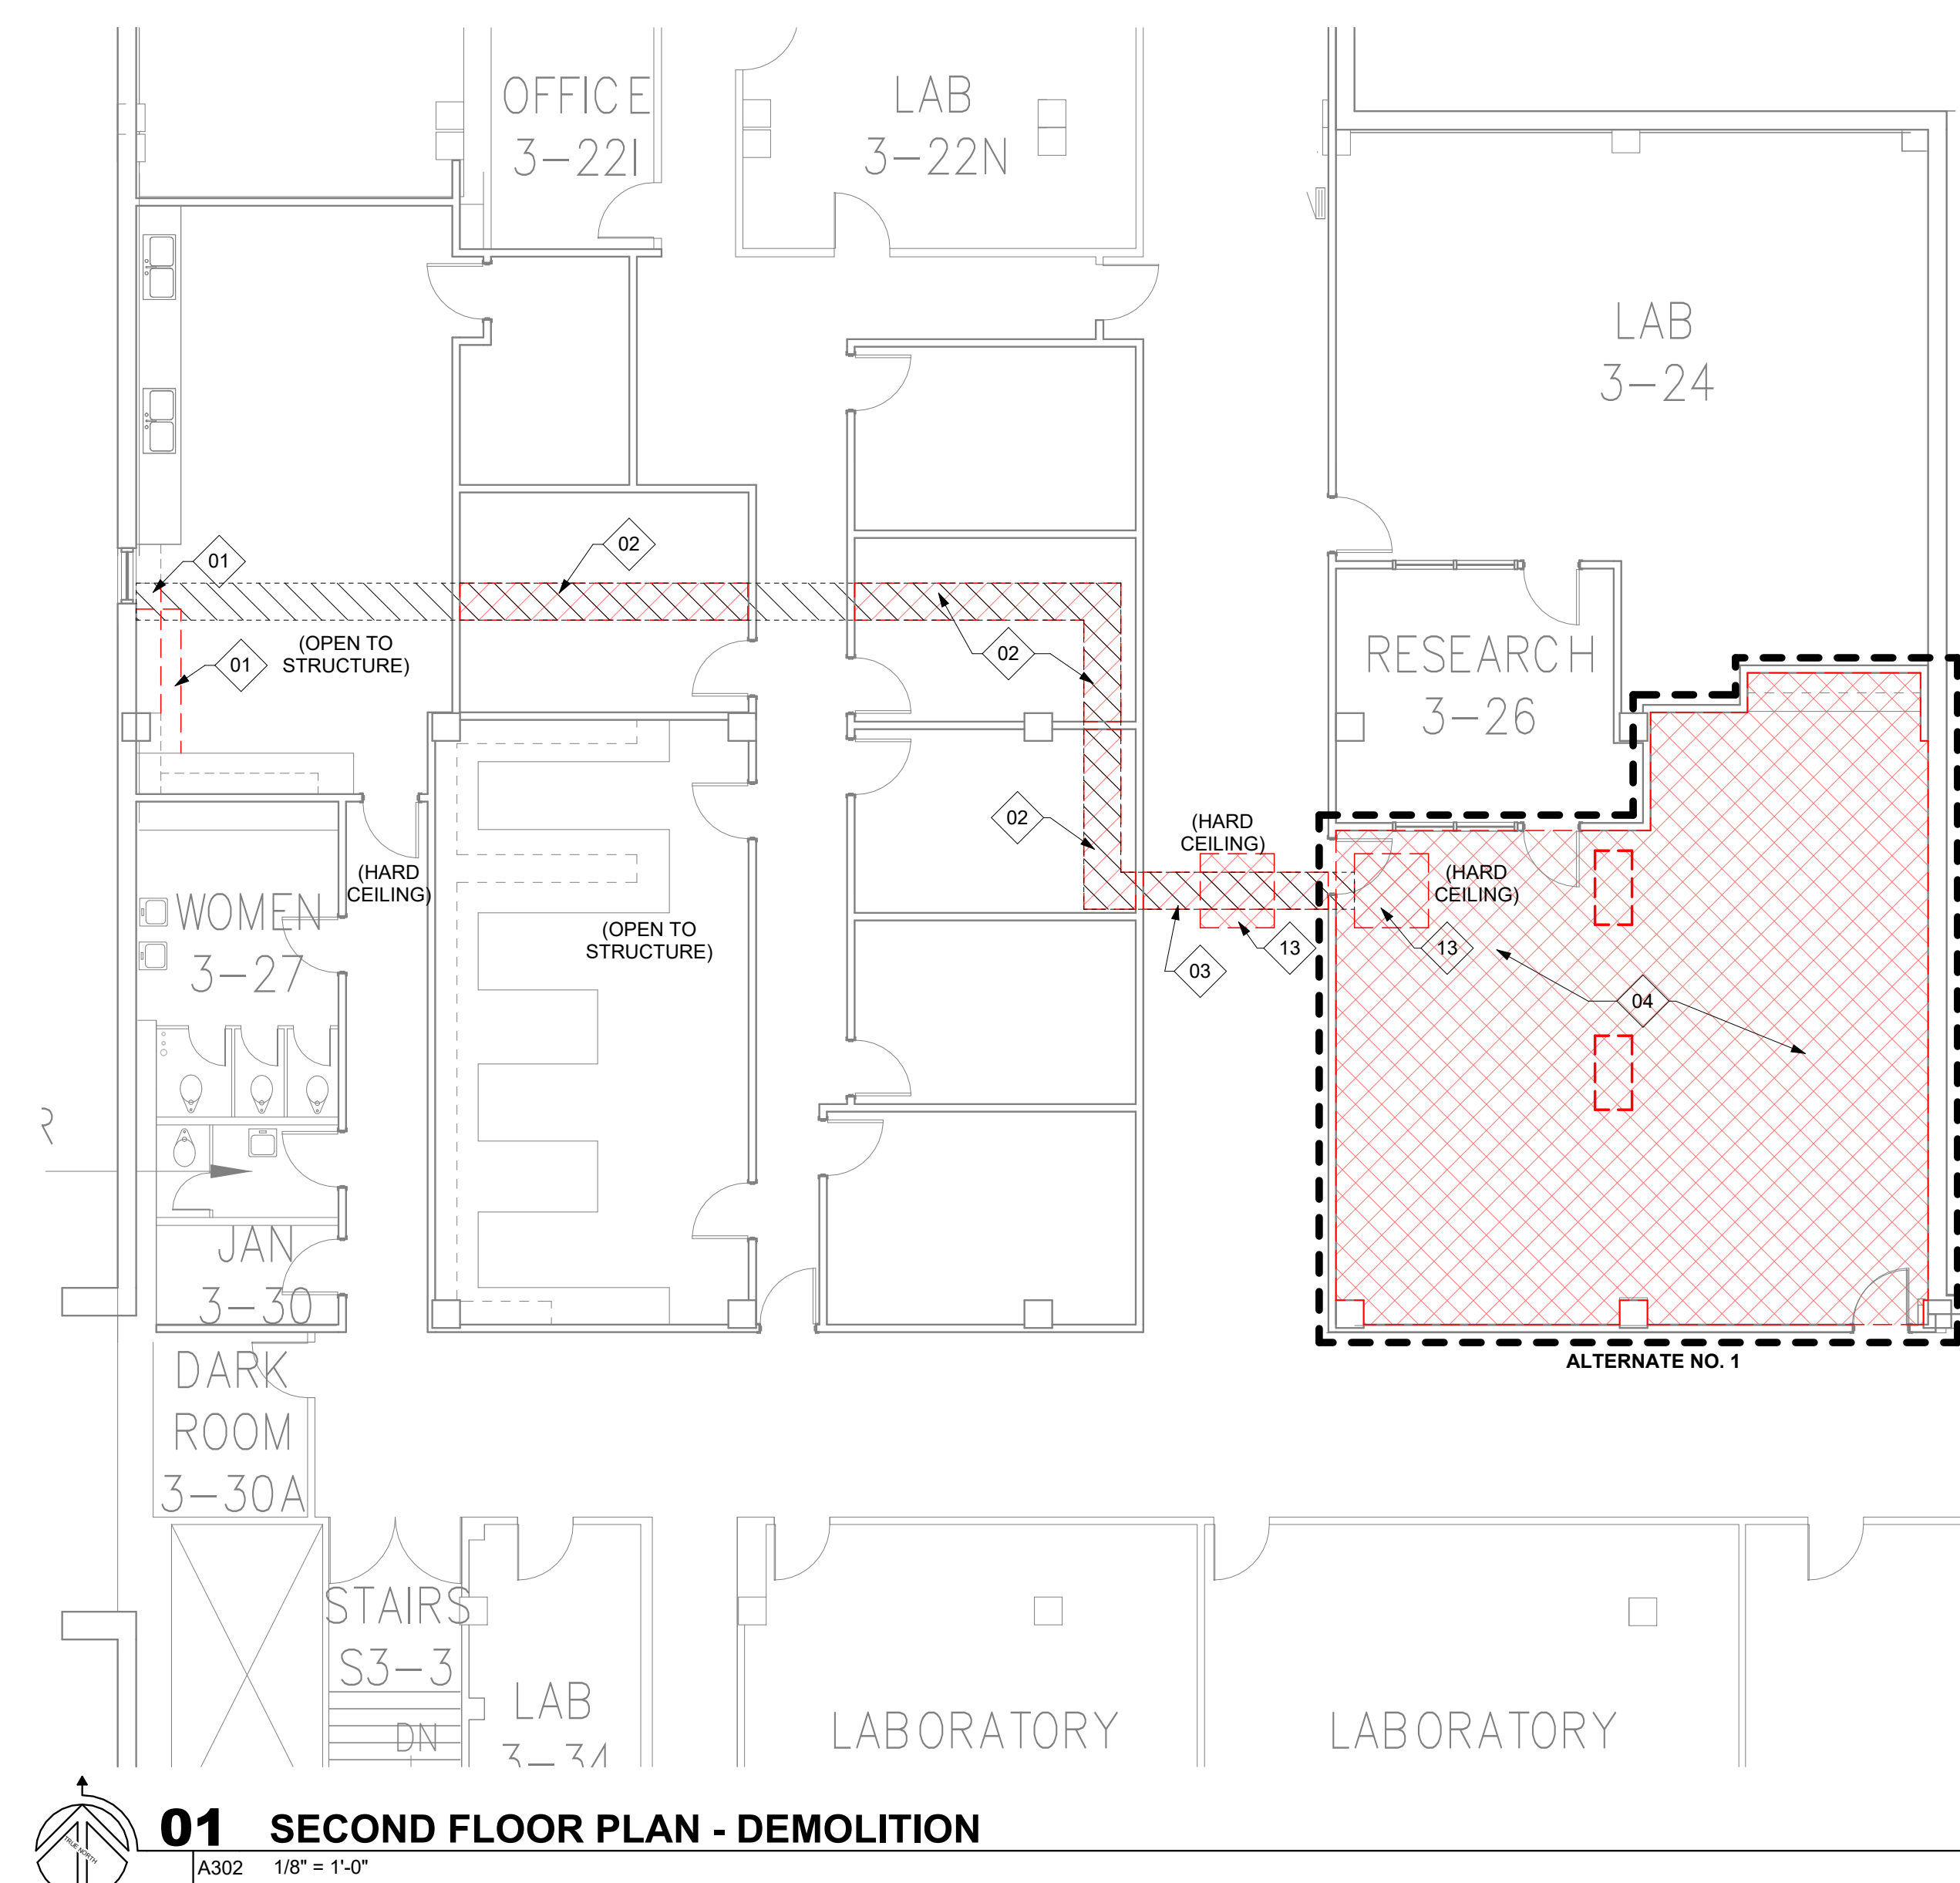 OFFICE
3-22I
LAB
3-22N
LAB
3-24
01
02
01
(OPEN TO
STRUCTURE)
02
RESEARCH
3-26
02
(HARD
CEILING)
(HARD
CEILING)
(HARD
CEILING)
WOMEN
3-27
(OPEN TO
STRUCTURE)
03
13
13
04
JAN
3-30
ALTERNATE NO. 1
DARK
ROOM
3-30A
STAIRS
S3-3
DN
LAB
LABORATORY
LABORATORY
TRUE NORTH
01 SECOND FLOOR PLAN - DEMOLITION
A302 1/8" = 1'-0"